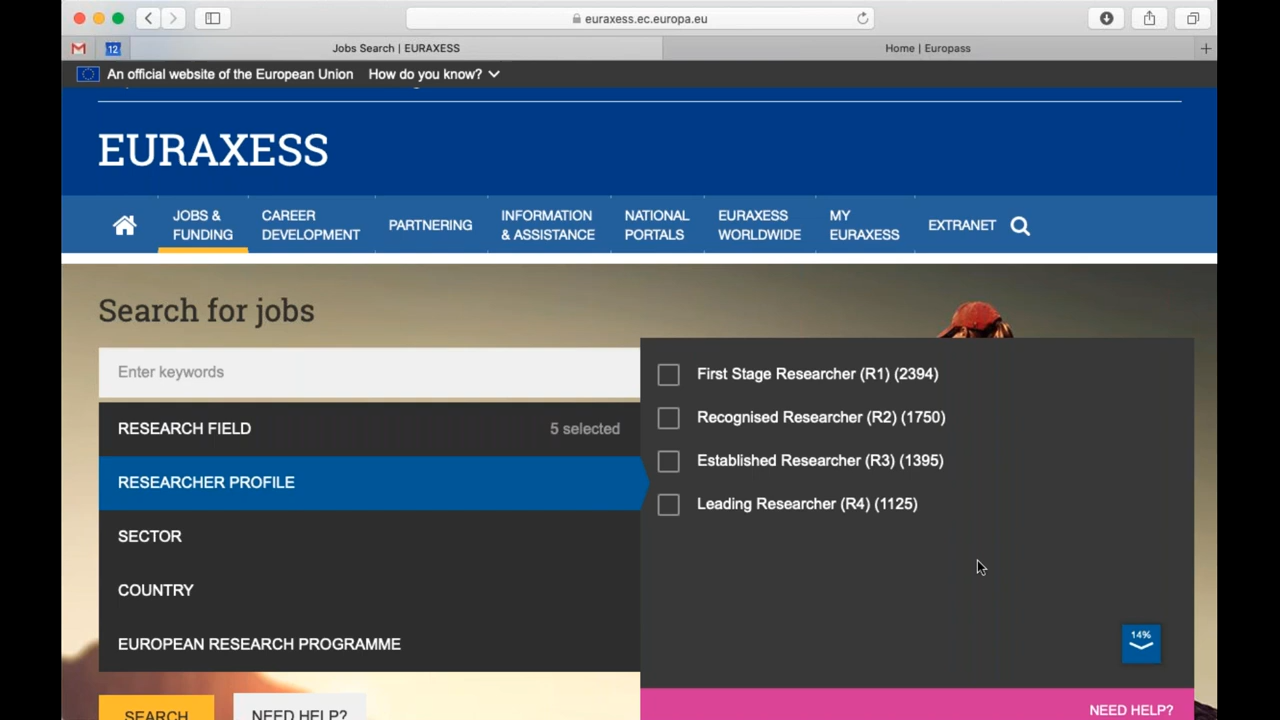 euraxess.ec.europa.eu
12
Jobs Search | EURAXESS
Home | Europass
An official website of the European Union How do you know?
EURAXESS
JOBS & FUNDING
CAREER DEVELOPMENT
PARTNERING
INFORMATION & ASSISTANCE
NATIONAL PORTALS
EURAXESS WORLDWIDE
MY EURAXESS
EXTRANET
Search for jobs
Enter keywords
RESEARCH FIELD 5 selected
RESEARCHER PROFILE
SECTOR
COUNTRY
EUROPEAN RESEARCH PROGRAMME
First Stage Researcher (R1) (2394)
Recognised Researcher (R2) (1750)
Established Researcher (R3) (1395)
Leading Researcher (R4) (1125)
14%
SEARCH
NEED HELP?
NEED HELP?